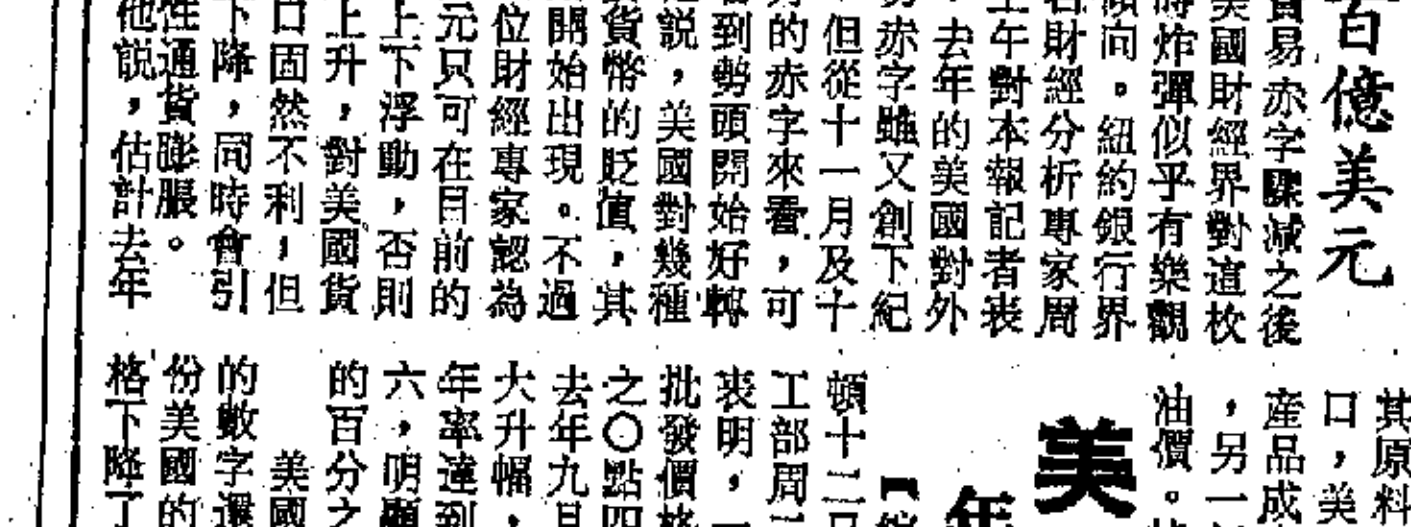 百億美元
易赤字驟減之後
美國財經界對這枚
時炸彈似乎有樂觀
傾向。紐約銀行界
名財經分析專家周
上午對本報記者表
,去年的美國對外
易赤字雖又創下紀
但從十一月及十
的赤字來看,可
到勢頭開始好轉
說,美國對幾種
貨幣的貶值,其
開始出現。不過
位財經專家認為
元只可在目前的
上下浮動,否則
上升,對美國貨
口固然不利,但
下降,同時會引
性通貨膨脹。
他說,估計去年
其原料
口,美
産品成
,另一
油價。
美
年
【
頓十二日
工部周
表明,一
批發價格
之〇點四
去年九月
大升幅,
年率達到
六,明顯
的百分之
美國
的數字還
份美國的
格下降了